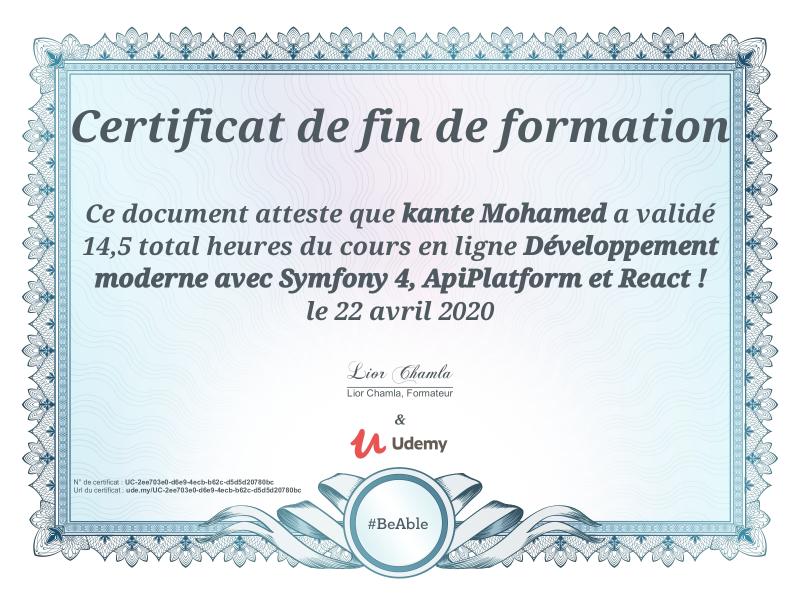 Certificat de fin de formation
Ce document atteste que kante Mohamed a validé
14,5 total heures du cours en ligne Développement
moderne avec Symfony 4, ApiPlatform et React !
le 22 avril 2020
Lior Chamla
Lior Chamla, Formateur
&
Udemy
N° de certificat : UC-2ee703e0-d6e9-4ecb-b62c-d5d5d20780bc
Url du certificat : ude.my/UC-2ee703e0-d6e9-4ecb-b62c-d5d5d20780bc
#BeAble